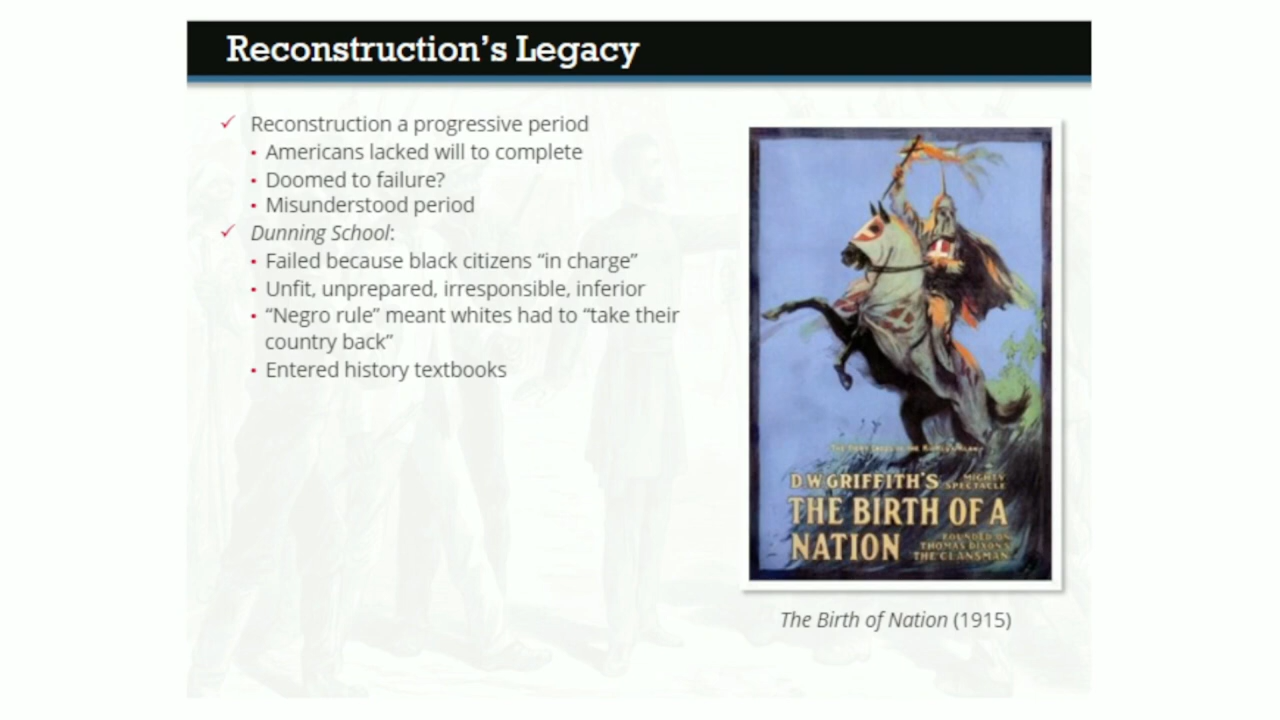 Reconstruction's Legacy
✓ Reconstruction a progressive period
• Americans lacked will to complete
• Doomed to failure?
• Misunderstood period
✓ Dunning School:
• Failed because black citizens “in charge”
• Unfit, unprepared, irresponsible, inferior
• “Negro rule” meant whites had to “take their
country back”
• Entered history textbooks
D.W. GRIFFITH'S MIGHTY
SPECTACLE
THE BIRTH OF A
NATION
FOUNDED ON
THOMAS DIXON'S
THE CLANSMAN
The Birth of Nation (1915)